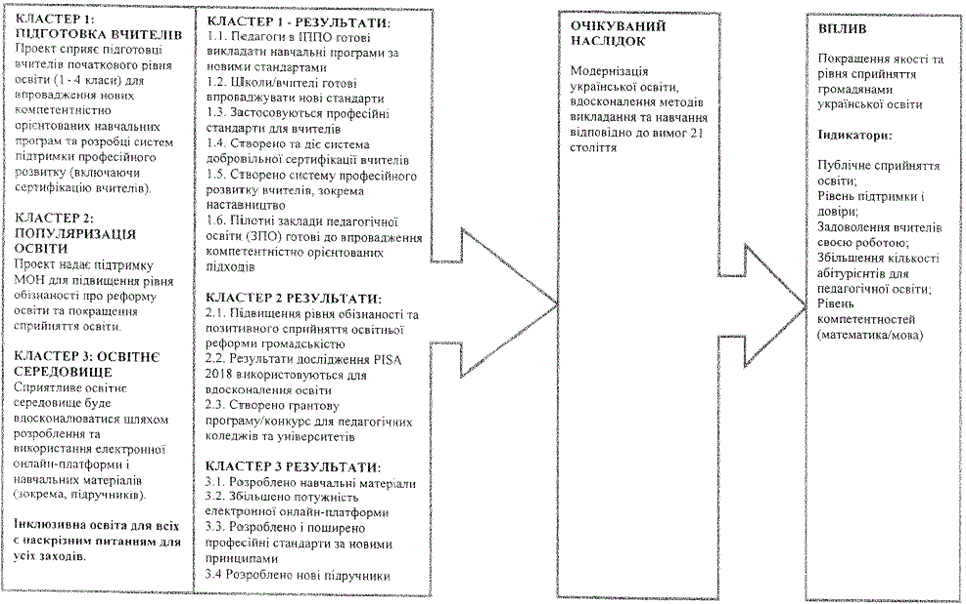 КЛАСТЕР 1:
ПІДГОТОВКА ВЧИТЕЛІВ
Проект сприяє підготовці
вчителів початкового рівня
освіти (1 - 4 класи) для
впровадження нових
компетентністно
орієнтованих навчальних
програм та розробці систем
підтримки професійного
розвитку (включаючи
сертифікацію вчителів).
КЛАСТЕР 2:
ПОПУЛЯРИЗАЦІЯ
ОСВІТИ
Проект надає підтримку
МОН для підвищення рівня
обізнаності про реформу
освіти та покращення
сприйняття освіти.
КЛАСТЕР 3: ОСВІТНЄ
СЕРЕДОВИЩЕ
Сприятливе освітнє
середовище буде
вдосконалюватися шляхом
розроблення та
використання електронної
онлайн-платформи і
навчальних матеріалів
(зокрема, підручників).
Інклюзивна освіта для всіх
є наскрізним питанням для
усіх заходів.
КЛАСТЕР 1 - РЕЗУЛЬТАТИ:
1.1. Педагоги в ІППО готові
викладати навчальні програми за
новими стандартами
1.2. Школи/вчителі готові
впроваджувати нові стандарти
1.3. Застосовуються професійні
стандарти для вчителів
1.4. Створено та діє система
добровільної сертифікації вчителів
1.5. Створено систему професійного
розвитку вчителів, зокрема
наставництво
1.6. Пілотні заклади педагогічної
освіти (ЗПО) готові до впровадження
компетентністно орієнтованих
підходів
КЛАСТЕР 2 РЕЗУЛЬТАТИ:
2.1. Підвищення рівня обізнаності та
позитивного сприйняття освітньої
реформи громадськістю
2.2. Результати дослідження PISA
2018 використовуються для
вдосконалення освіти
2.3. Створено грантову
програму/конкурс для педагогічних
коледжів та університетів
КЛАСТЕР 3 РЕЗУЛЬТАТИ:
3.1. Розроблено навчальні матеріали
3.2. Збільшено потужність
електронної онлайн-платформи
3.3. Розроблено і поширено
професійні стандарти за новими
принципами
3.4 Розроблено нові підручники
ОЧІКУВАНИЙ
НАСЛІДОК
Модернізація
української освіти,
вдосконалення методів
викладання та навчання
відповідно до вимог 21
століття
ВПЛИВ
Покращення якості та
рівня сприйняття
громадянами
української освіти
Індикатори:
Публічне сприйняття
освіти;
Рівень підтримки і
довіри;
Задоволення вчителів
своєю роботою;
Збільшення кількості
абітурієнтів для
педагогічної освіти;
Рівень
компетентностей
(математика/мова)